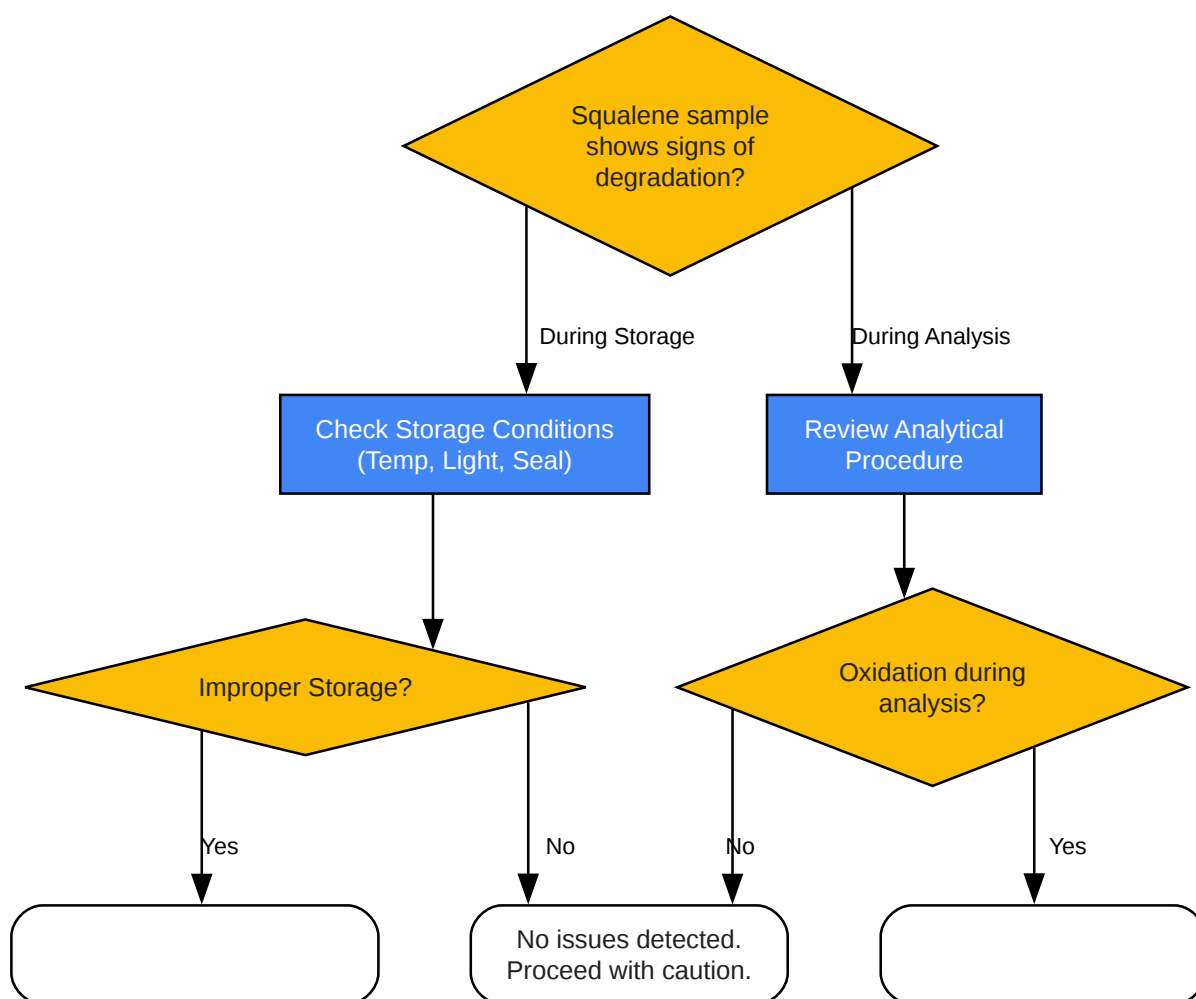 Squalene sample
shows signs of
degradation?
During Storage
During Analysis
Check Storage Conditions
(Temp, Light, Seal)
Review Analytical
Procedure
Improper Storage?
Oxidation during
analysis?
Yes
No
No
Yes
No issues detected.
Proceed with caution.